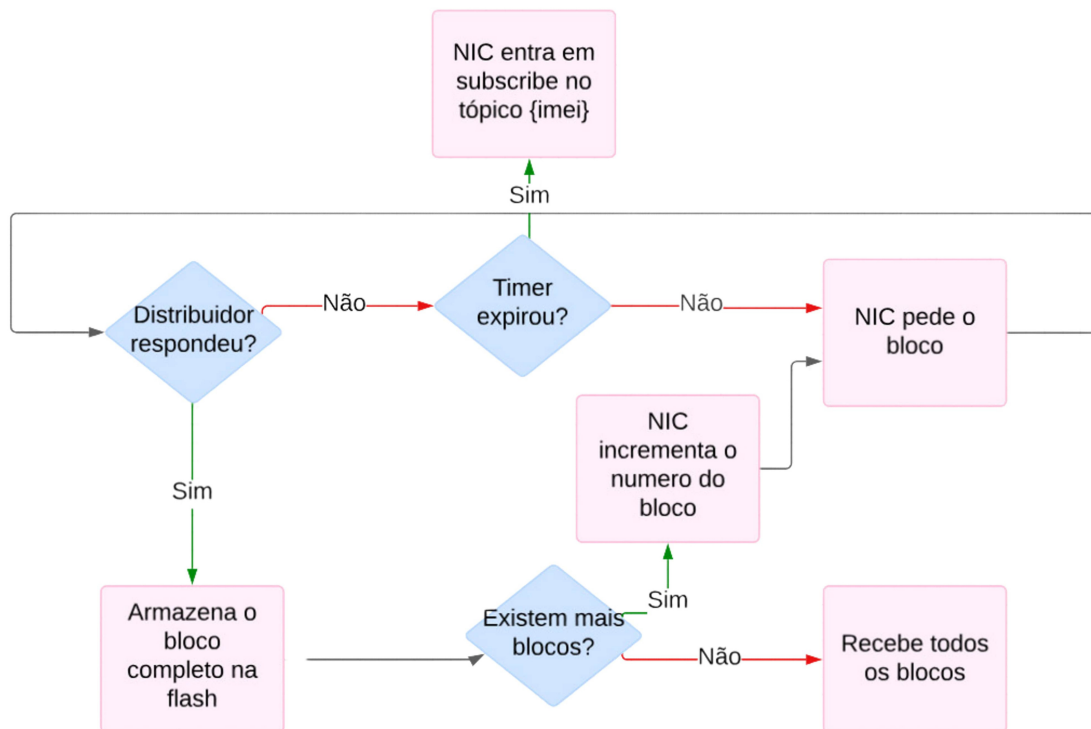 NIC entra em
subscribe no
tópico {imei}
Sim
Distribuidor
respondeu?
Não
Timer
expirou?
Não
NIC pede o
bloco
Sim
NIC
incrementa o
numero do
bloco
Armazena o
bloco
completo na
flash
Existem mais
blocos?
Sim
Não
Recebe todos
os blocos